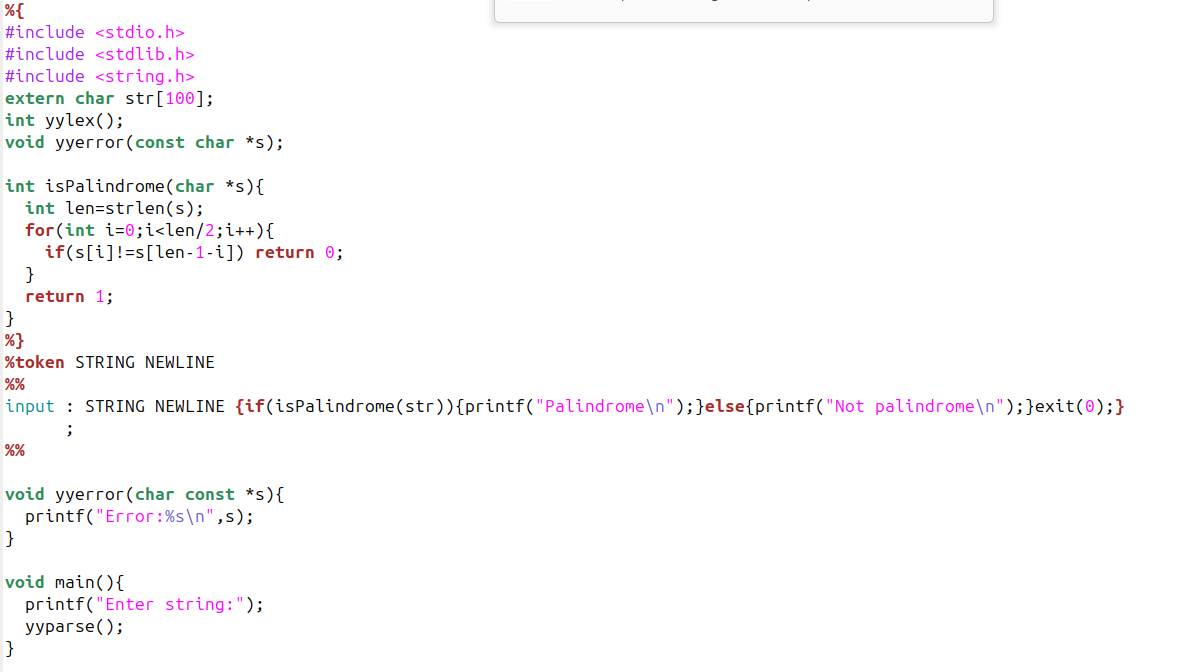 %{
#include <stdio.h>
#include <stdlib.h>
#include <string.h>
extern char str[100];
int yylex();
void yyerror(const char *s);

int isPalindrome(char *s){
  int len=strlen(s);
  for(int i=0;i<len/2;i++){
    if(s[i]!=s[len-1-i]) return 0;
  }
  return 1;
}
%}
%token STRING NEWLINE
%%
input : STRING NEWLINE {if(isPalindrome(str)){printf("Palindrome\n");}else{printf("Not palindrome\n");}exit(0);}
      ;
%%

void yyerror(char const *s){
  printf("Error:%s\n",s);
}

void main(){
  printf("Enter string:");
  yyparse();
}